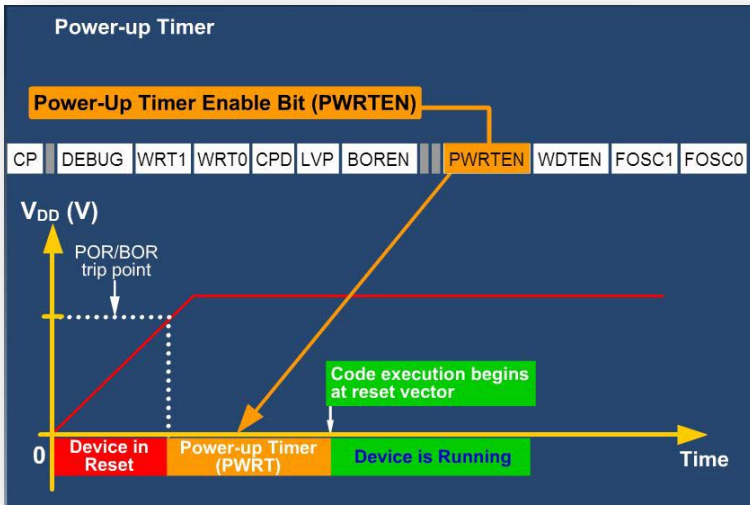 Power-up Timer
Power-Up Timer Enable Bit (PWRTEN)
CP DEBUG WRT1 WRT0 CPD LVP BOREN PWRTEN WDTEN FOSC1 FOSC0
VDD (V)
POR/BOR
trip point
Code execution begins
at reset vector
0
Device in
Reset
Power-up Timer
(PWRT)
Device is Running
Time